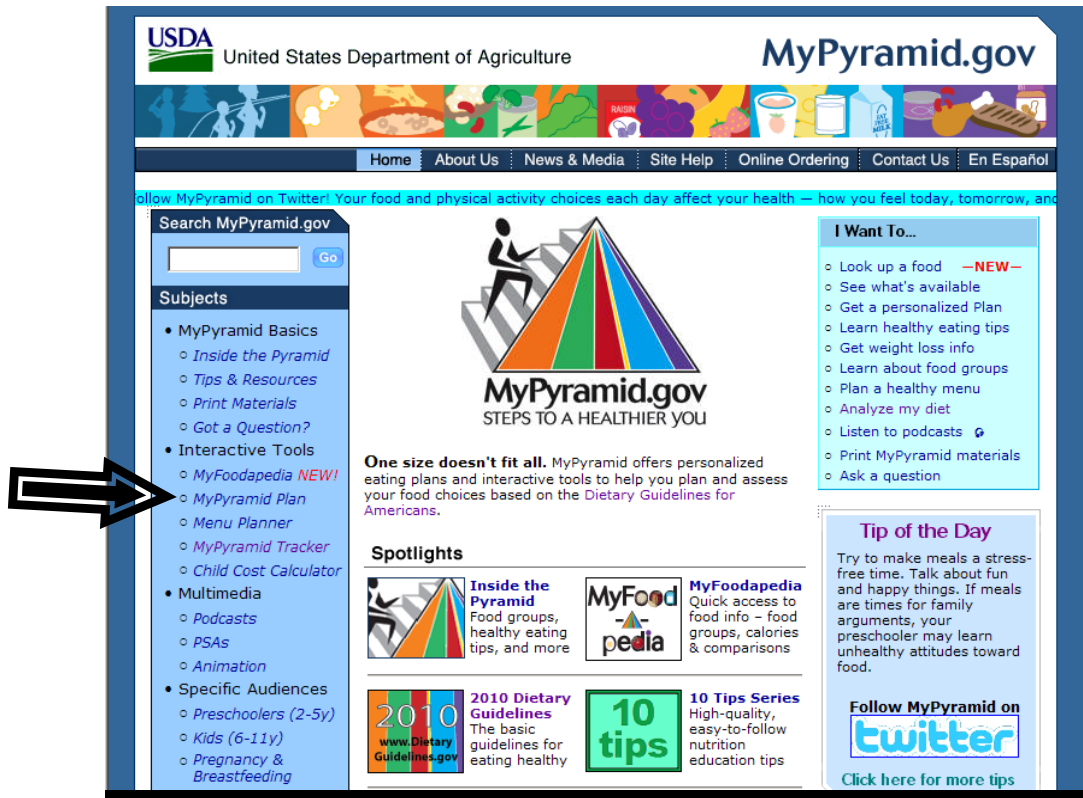 USDA
United States Department of Agriculture
MyPyramid.gov
RAISIN
FAT FREE MILK
Home
About Us
News & Media
Site Help
Online Ordering
Contact Us
En Español
ollow MyPyramid on Twitter! Your food and physical activity choices each day affect your health — how you feel today, tomorrow, and
Search MyPyramid.gov
Go
Subjects
• MyPyramid Basics
Inside the Pyramid
Tips & Resources
Print Materials
Got a Question?
• Interactive Tools
MyFoodapedia NEW!
MyPyramid Plan
Menu Planner
MyPyramid Tracker
Child Cost Calculator
• Multimedia
Podcasts
PSAs
Animation
• Specific Audiences
Preschoolers (2-5y)
Kids (6-11y)
Pregnancy &
Breastfeeding
MyPyramid.gov
STEPS TO A HEALTHIER YOU
One size doesn't fit all. MyPyramid offers personalized
eating plans and interactive tools to help you plan and assess
your food choices based on the Dietary Guidelines for
Americans.
Spotlights
Inside the
Pyramid
Food groups,
healthy eating
tips, and more
MyFood
-A-
pedia
MyFoodapedia
Quick access to
food info – food
groups, calories
& comparisons
2010
www.Dietary
Guidelines.gov
2010 Dietary
Guidelines
The basic
guidelines for
eating healthy
10
tips
10 Tips Series
High-quality,
easy-to-follow
nutrition
education tips
I Want To...
Look up a food —NEW—
See what's available
Get a personalized Plan
Learn healthy eating tips
Get weight loss info
Learn about food groups
Plan a healthy menu
Analyze my diet
Listen to podcasts
Print MyPyramid materials
Ask a question
Tip of the Day
Try to make meals a stress-
free time. Talk about fun
and happy things. If meals
are times for family
arguments, your
preschooler may learn
unhealthy attitudes toward
food.
Follow MyPyramid on
twitter
Click here for more tips